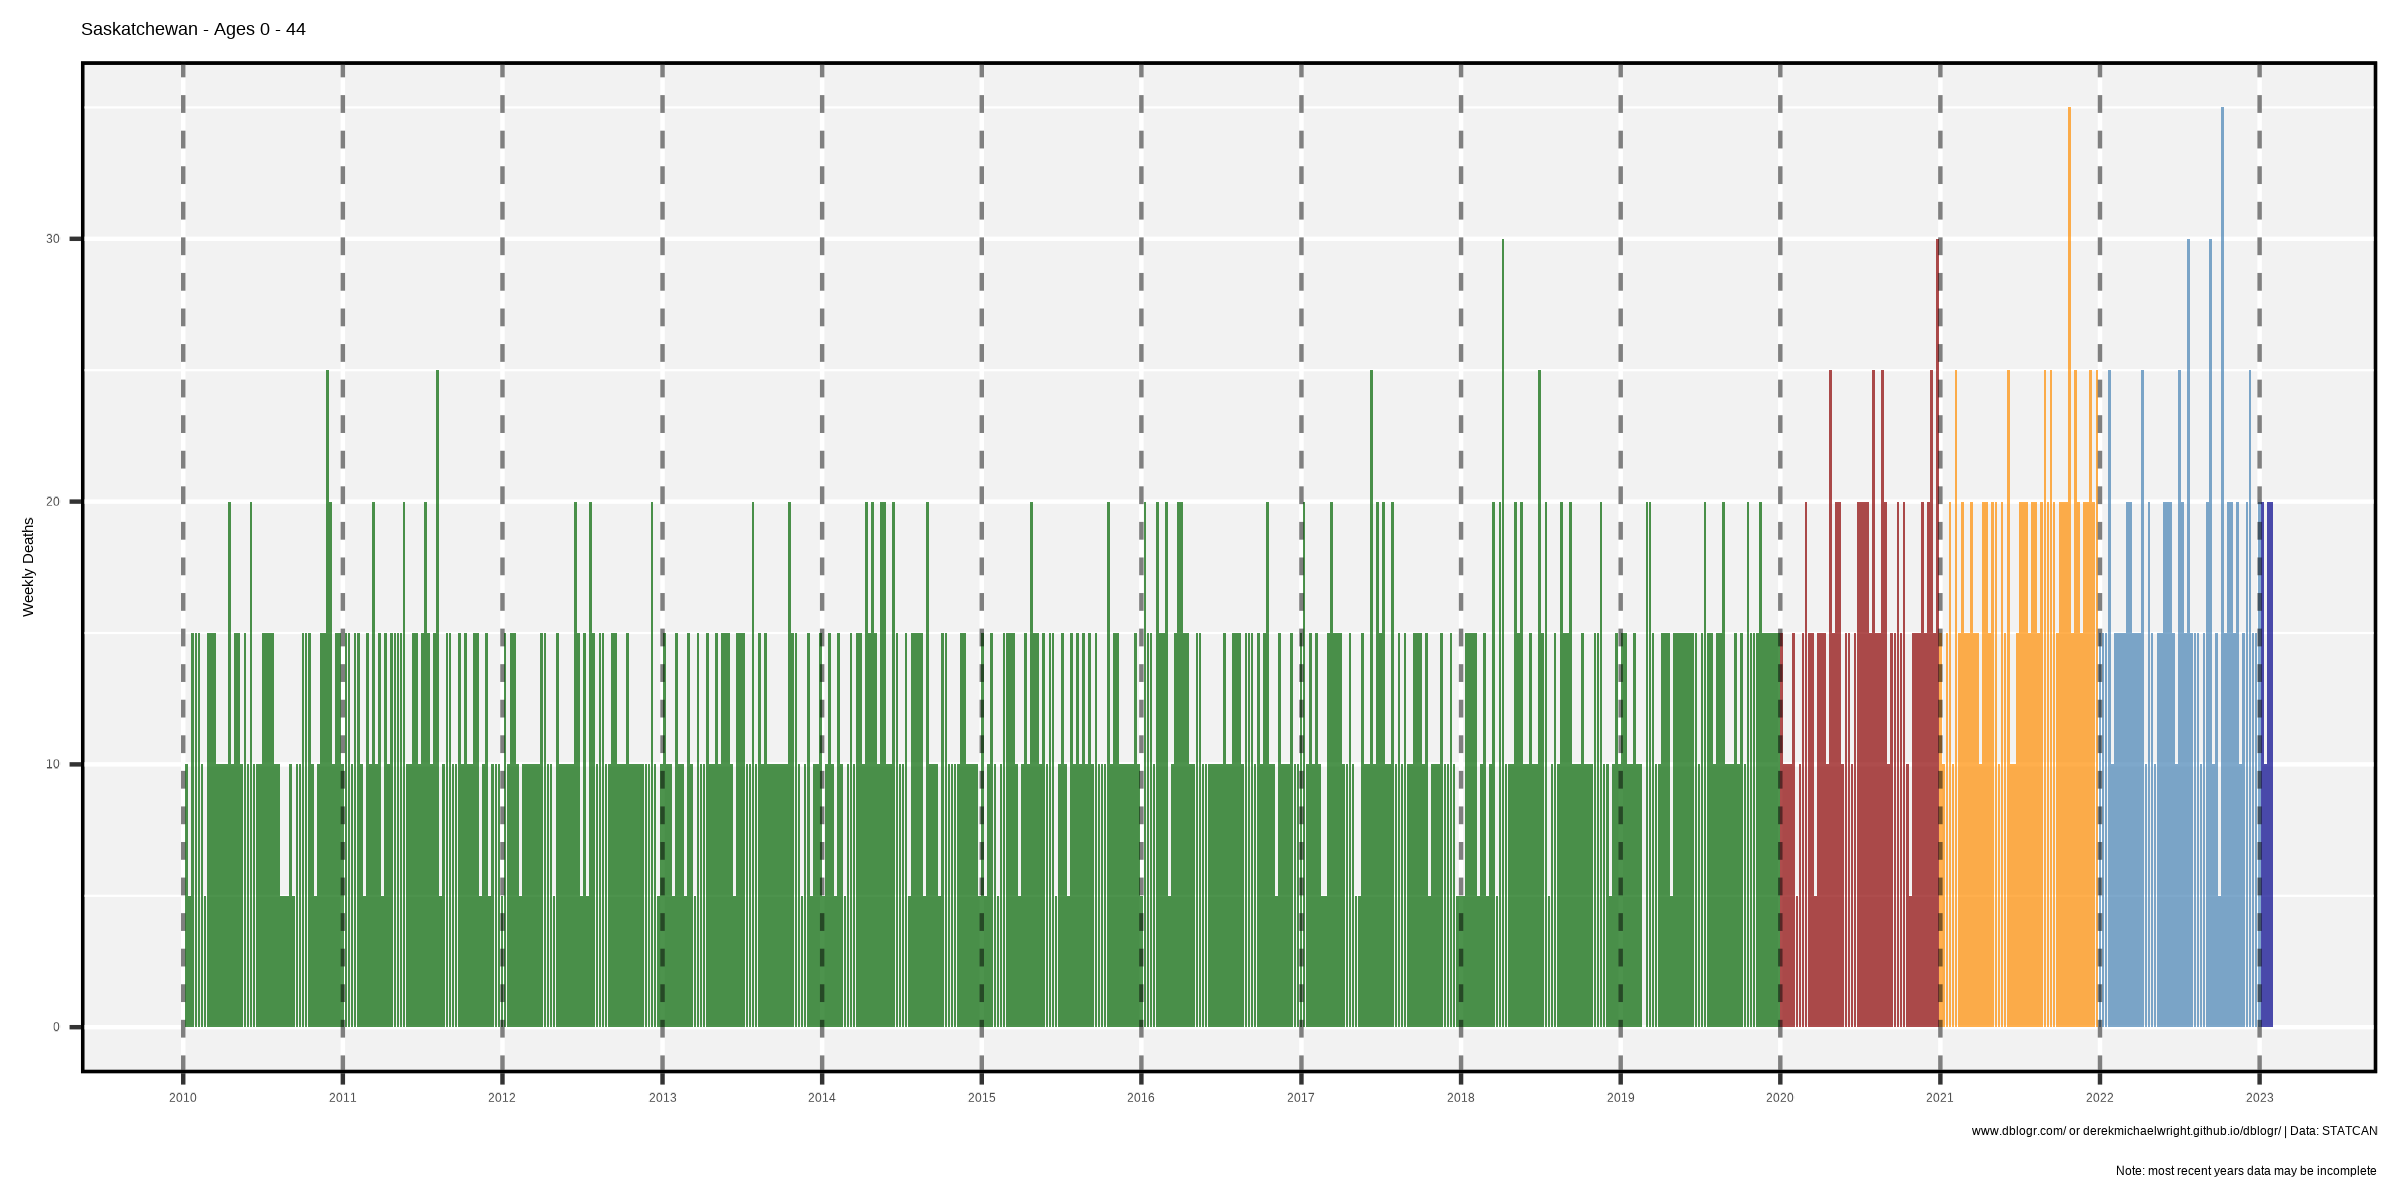 Saskatchewan - Ages 0 - 44
Weekly Deaths
30
20
10
0
2010 2011 2012 2013 2014 2015 2016 2017 2018 2019 2020 2021 2022 2023
www.dblogr.com/ or derekmichaelwright.github.io/dblogr/ | Data: STATCAN
Note: most recent years data may be incomplete